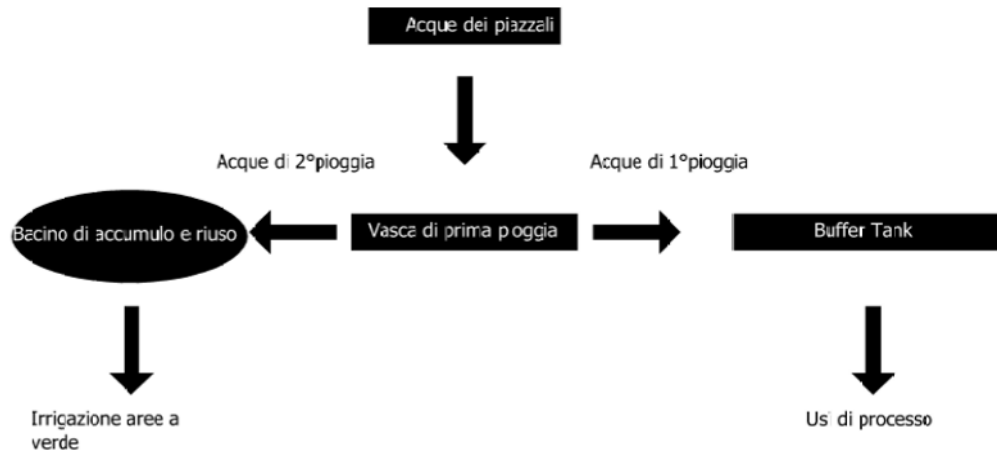 Acque dei piazzali
Acque di 2°pioggia
Acque di 1°pioggia
Bacino di accumulo e riuso
Vasca di prima pioggia
Buffer Tank
Irrigazione aree a
verde
Usi di processo